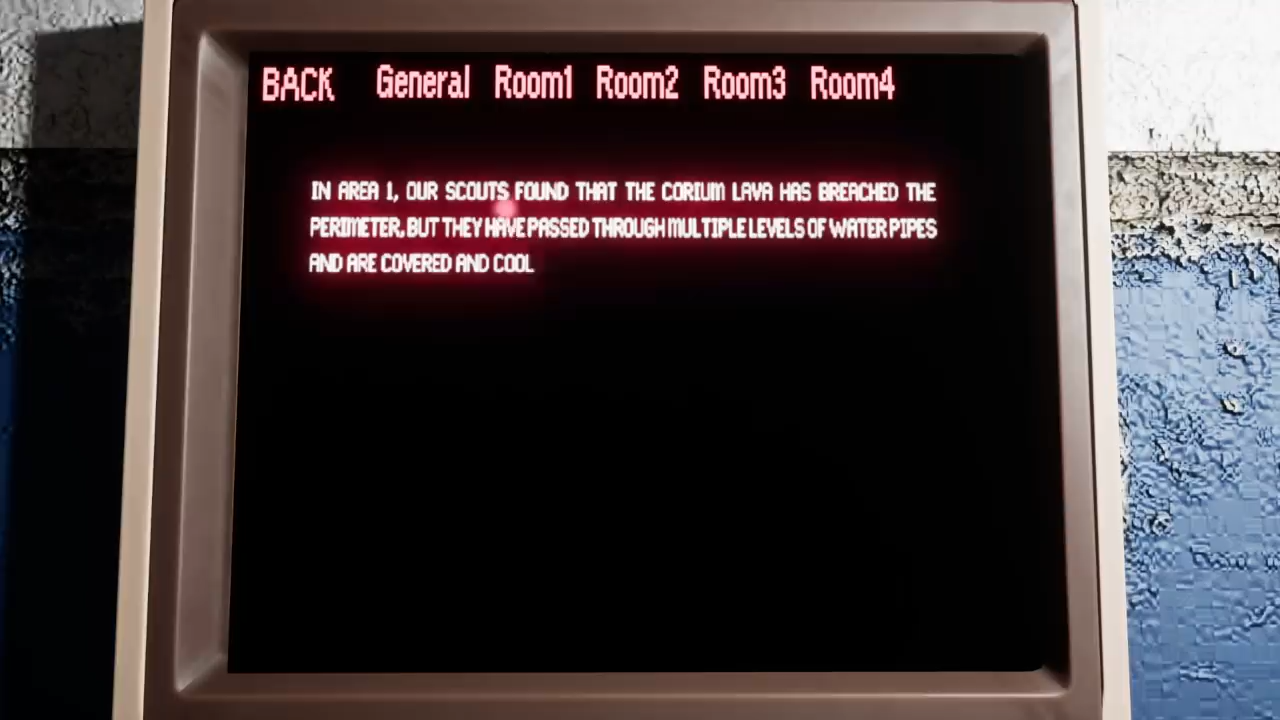 BACK General Room1 Room2 Room3 Room4
IN AREA 1, OUR SCOUTS FOUND THAT THE CORIUM LAVA HAS BREACHED THE
PERIMETER, BUT THEY HAVE PASSED THROUGH MULTIPLE LEVELS OF WATER PIPES
AND ARE COVERED AND COOL